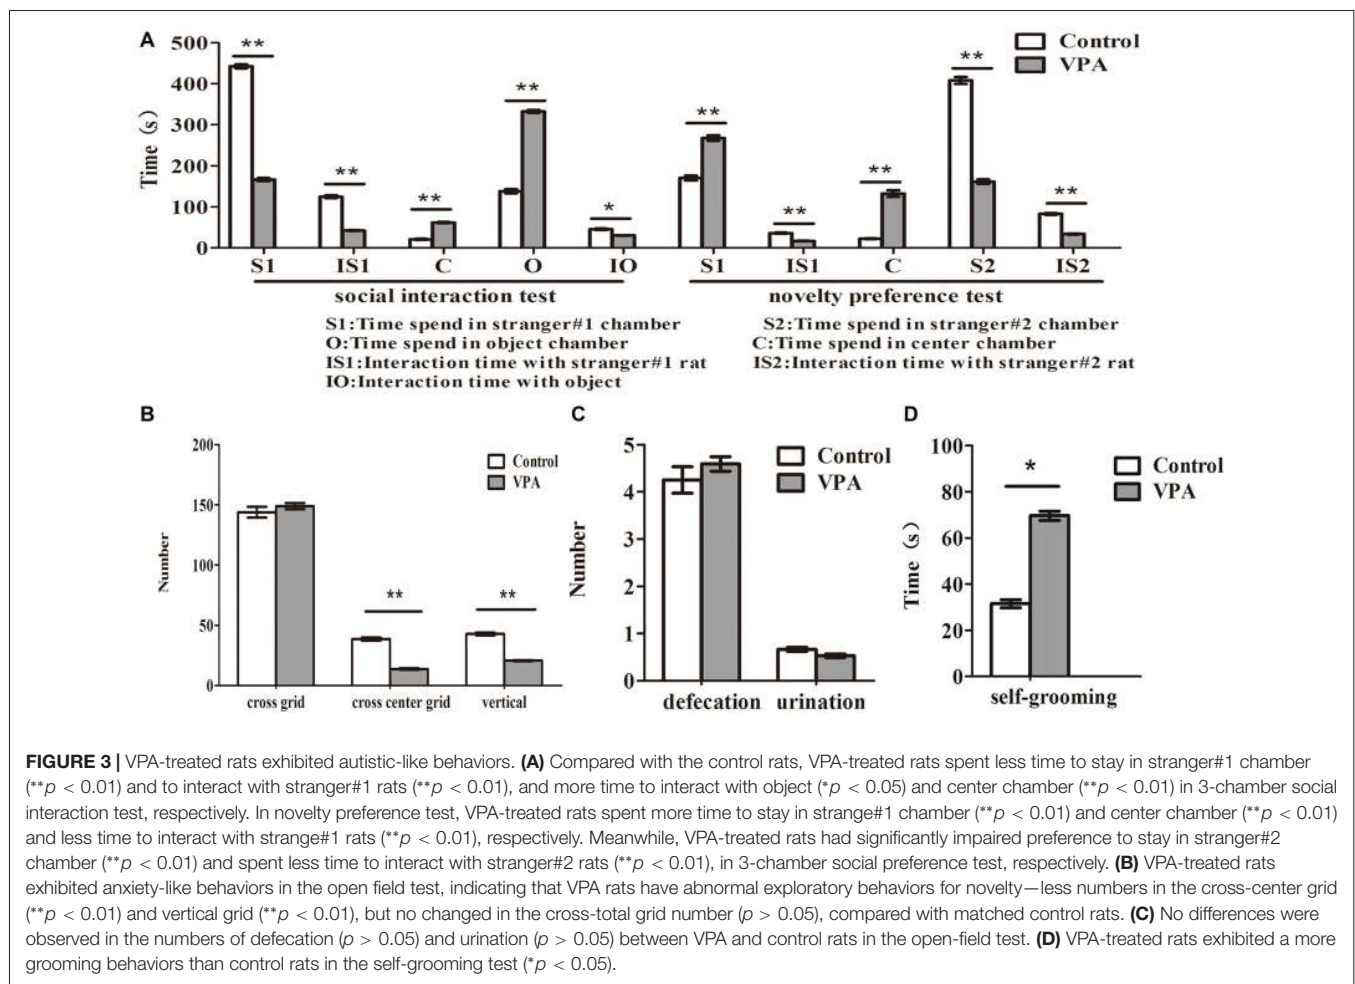 A
500
400
300
200
100
0
Time (s)
**
**
**
**
*
**
**
**
**
**
Control
VPA
S1 IS1 C O IO S1 IS1 C S2 IS2
social interaction test novelty preference test
S1:Time spend in stranger#1 chamber S2:Time spend in stranger#2 chamber
O:Time spend in object chamber C:Time spend in center chamber
IS1:Interaction time with stranger#1 rat IS2:Interaction time with stranger#2 rat
IO:Interaction time with object
B
200
150
100
50
0
Number
**
**
Control
VPA
cross grid cross center grid vertical
C
5
4
3
2
1
0
Number
Control
VPA
defecation urination
D
100
80
60
40
20
0
Time (s)
*
Control
VPA
self-grooming
FIGURE 3 | VPA-treated rats exhibited autistic-like behaviors. (A) Compared with the control rats, VPA-treated rats spent less time to stay in stranger#1 chamber
(**p < 0.01) and to interact with stranger#1 rats (**p < 0.01), and more time to interact with object (*p < 0.05) and center chamber (**p < 0.01) in 3-chamber social
interaction test, respectively. In novelty preference test, VPA-treated rats spent more time to stay in strange#1 chamber (**p < 0.01) and center chamber (**p < 0.01)
and less time to interact with strange#1 rats (**p < 0.01), respectively. Meanwhile, VPA-treated rats had significantly impaired preference to stay in stranger#2
chamber (**p < 0.01) and spent less time to interact with stranger#2 rats (**p < 0.01), in 3-chamber social preference test, respectively. (B) VPA-treated rats
exhibited anxiety-like behaviors in the open field test, indicating that VPA rats have abnormal exploratory behaviors for novelty—less numbers in the cross-center grid
(**p < 0.01) and vertical grid (**p < 0.01), but no changed in the cross-total grid number (p > 0.05), compared with matched control rats. (C) No differences were
observed in the numbers of defecation (p > 0.05) and urination (p > 0.05) between VPA and control rats in the open-field test. (D) VPA-treated rats exhibited a more
grooming behaviors than control rats in the self-grooming test (*p < 0.05).